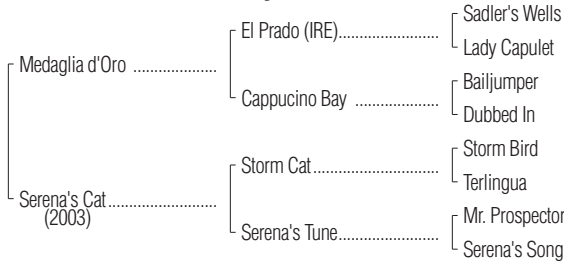 Sadler's Wells
El Prado (IRE)......................
Lady Capulet
Medaglia d'Oro ....................
Bailjumper
Cappucino Bay ....................
Dubbed In
Storm Bird
Storm Cat............................
Terlingua
Serena's Cat..........................
(2003)
Mr. Prospector
Serena's Tune........................
Serena's Song